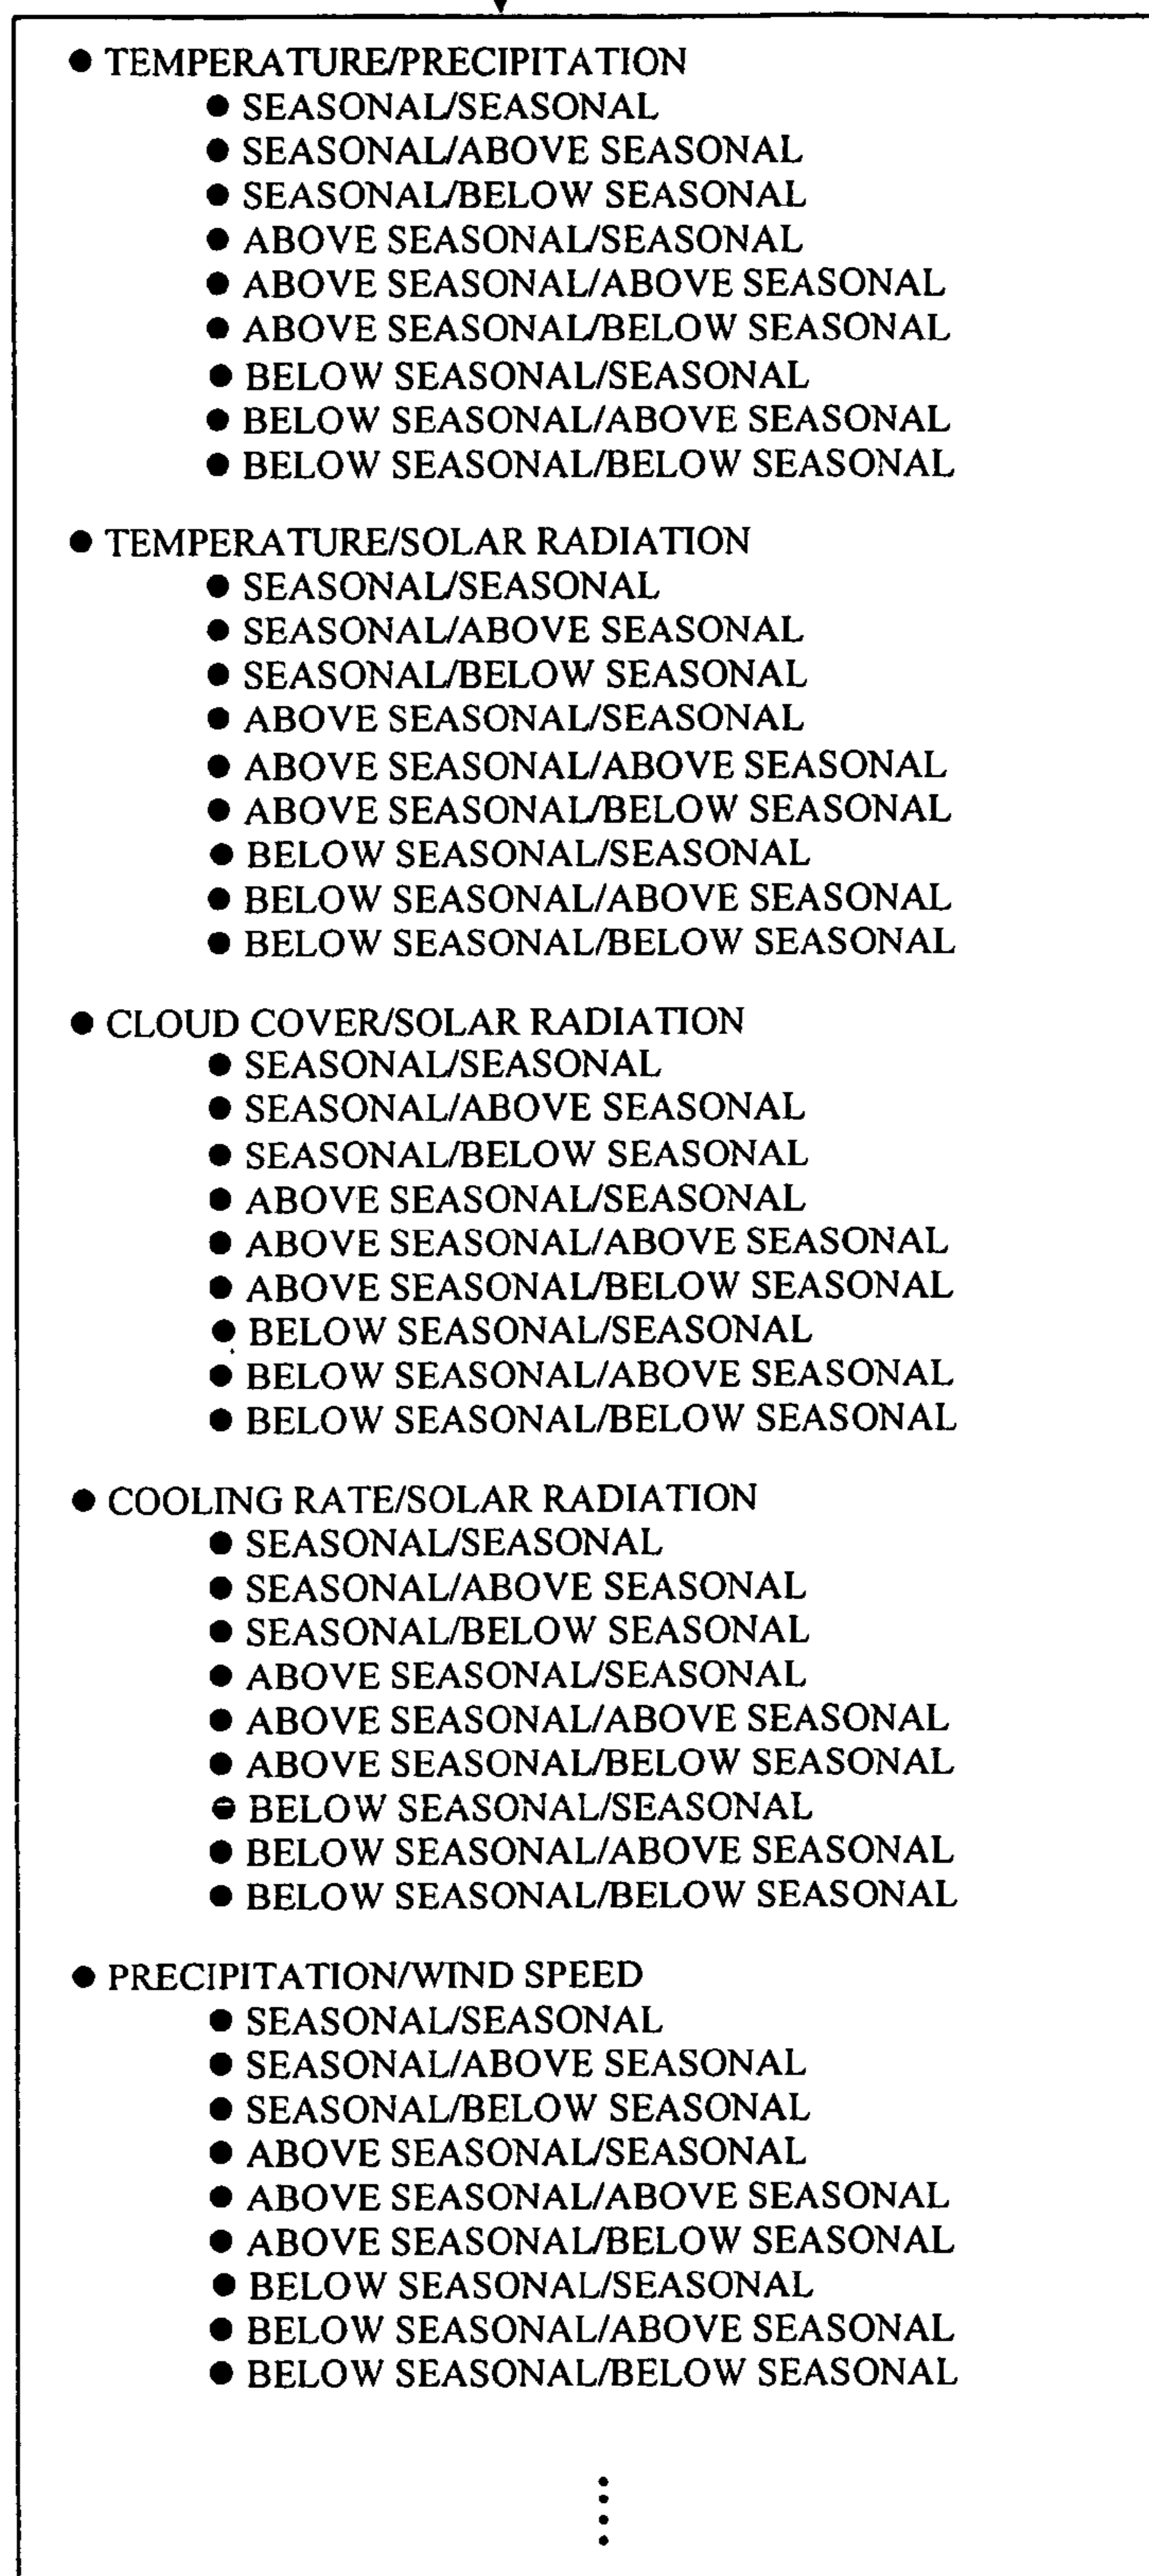 ● TEMPERATURE/PRECIPITATION
● SEASONAL/SEASONAL
● SEASONAL/ABOVE SEASONAL
● SEASONAL/BELOW SEASONAL
● ABOVE SEASONAL/SEASONAL
● ABOVE SEASONAL/ABOVE SEASONAL
● ABOVE SEASONAL/BELOW SEASONAL
● BELOW SEASONAL/SEASONAL
● BELOW SEASONAL/ABOVE SEASONAL
● BELOW SEASONAL/BELOW SEASONAL
● TEMPERATURE/SOLAR RADIATION
● SEASONAL/SEASONAL
● SEASONAL/ABOVE SEASONAL
● SEASONAL/BELOW SEASONAL
● ABOVE SEASONAL/SEASONAL
● ABOVE SEASONAL/ABOVE SEASONAL
● ABOVE SEASONAL/BELOW SEASONAL
● BELOW SEASONAL/SEASONAL
● BELOW SEASONAL/ABOVE SEASONAL
● BELOW SEASONAL/BELOW SEASONAL
● CLOUD COVER/SOLAR RADIATION
● SEASONAL/SEASONAL
● SEASONAL/ABOVE SEASONAL
● SEASONAL/BELOW SEASONAL
● ABOVE SEASONAL/SEASONAL
● ABOVE SEASONAL/ABOVE SEASONAL
● ABOVE SEASONAL/BELOW SEASONAL
● BELOW SEASONAL/SEASONAL
● BELOW SEASONAL/ABOVE SEASONAL
● BELOW SEASONAL/BELOW SEASONAL
● COOLING RATE/SOLAR RADIATION
● SEASONAL/SEASONAL
● SEASONAL/ABOVE SEASONAL
● SEASONAL/BELOW SEASONAL
● ABOVE SEASONAL/SEASONAL
● ABOVE SEASONAL/ABOVE SEASONAL
● ABOVE SEASONAL/BELOW SEASONAL
● BELOW SEASONAL/SEASONAL
● BELOW SEASONAL/ABOVE SEASONAL
● BELOW SEASONAL/BELOW SEASONAL
● PRECIPITATION/WIND SPEED
● SEASONAL/SEASONAL
● SEASONAL/ABOVE SEASONAL
● SEASONAL/BELOW SEASONAL
● ABOVE SEASONAL/SEASONAL
● ABOVE SEASONAL/ABOVE SEASONAL
● ABOVE SEASONAL/BELOW SEASONAL
● BELOW SEASONAL/SEASONAL
● BELOW SEASONAL/ABOVE SEASONAL
● BELOW SEASONAL/BELOW SEASONAL